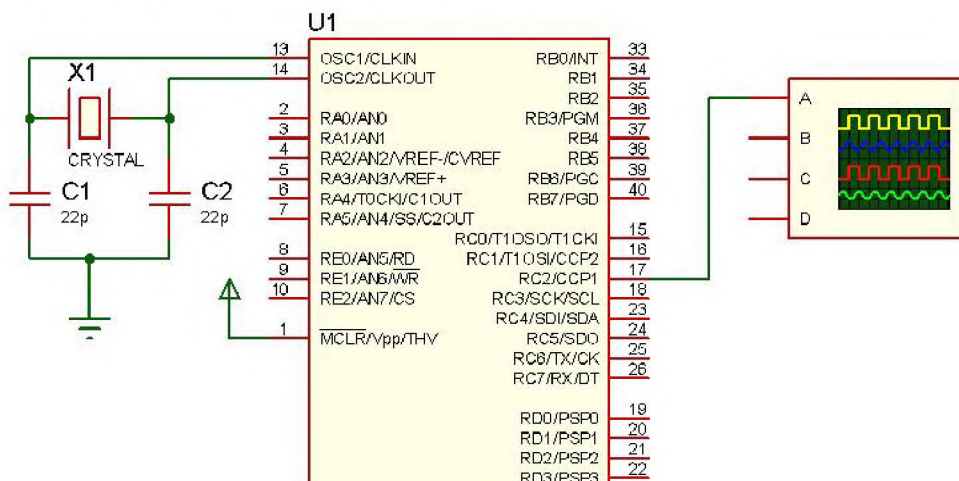 U1
X1
CRYSTAL
C1
22p
C2
22p
13 OSC1/CLKIN
14 OSC2/CLKOUT
2 RA0/AN0
3 RA1/AN1
4 RA2/AN2/VREF-/CVREF
5 RA3/AN3/VREF+
6 RA4/T0CKI/C1OUT
7 RA5/AN4/SS/C2OUT
8 RE0/AN5/RD
9 RE1/AN6/WR
10 RE2/AN7/CS
1 MCLR/Vpp/THV
RB0/INT 33
RB1 34
RB2 35
RB3/PGM 36
RB4 37
RB5 38
RB6/PGC 39
RB7/PGD 40
RC0/T1OSO/T1CKI 15
RC1/T1OSI/CCP2 16
RC2/CCP1 17
RC3/SCK/SCL 18
RC4/SDI/SDA 23
RC5/SDO 24
RC6/TX/CK 25
RC7/RX/DT 26
RD0/PSP0 19
RD1/PSP1 20
RD2/PSP2 21
RD3/PSP3 22
A
B
C
D